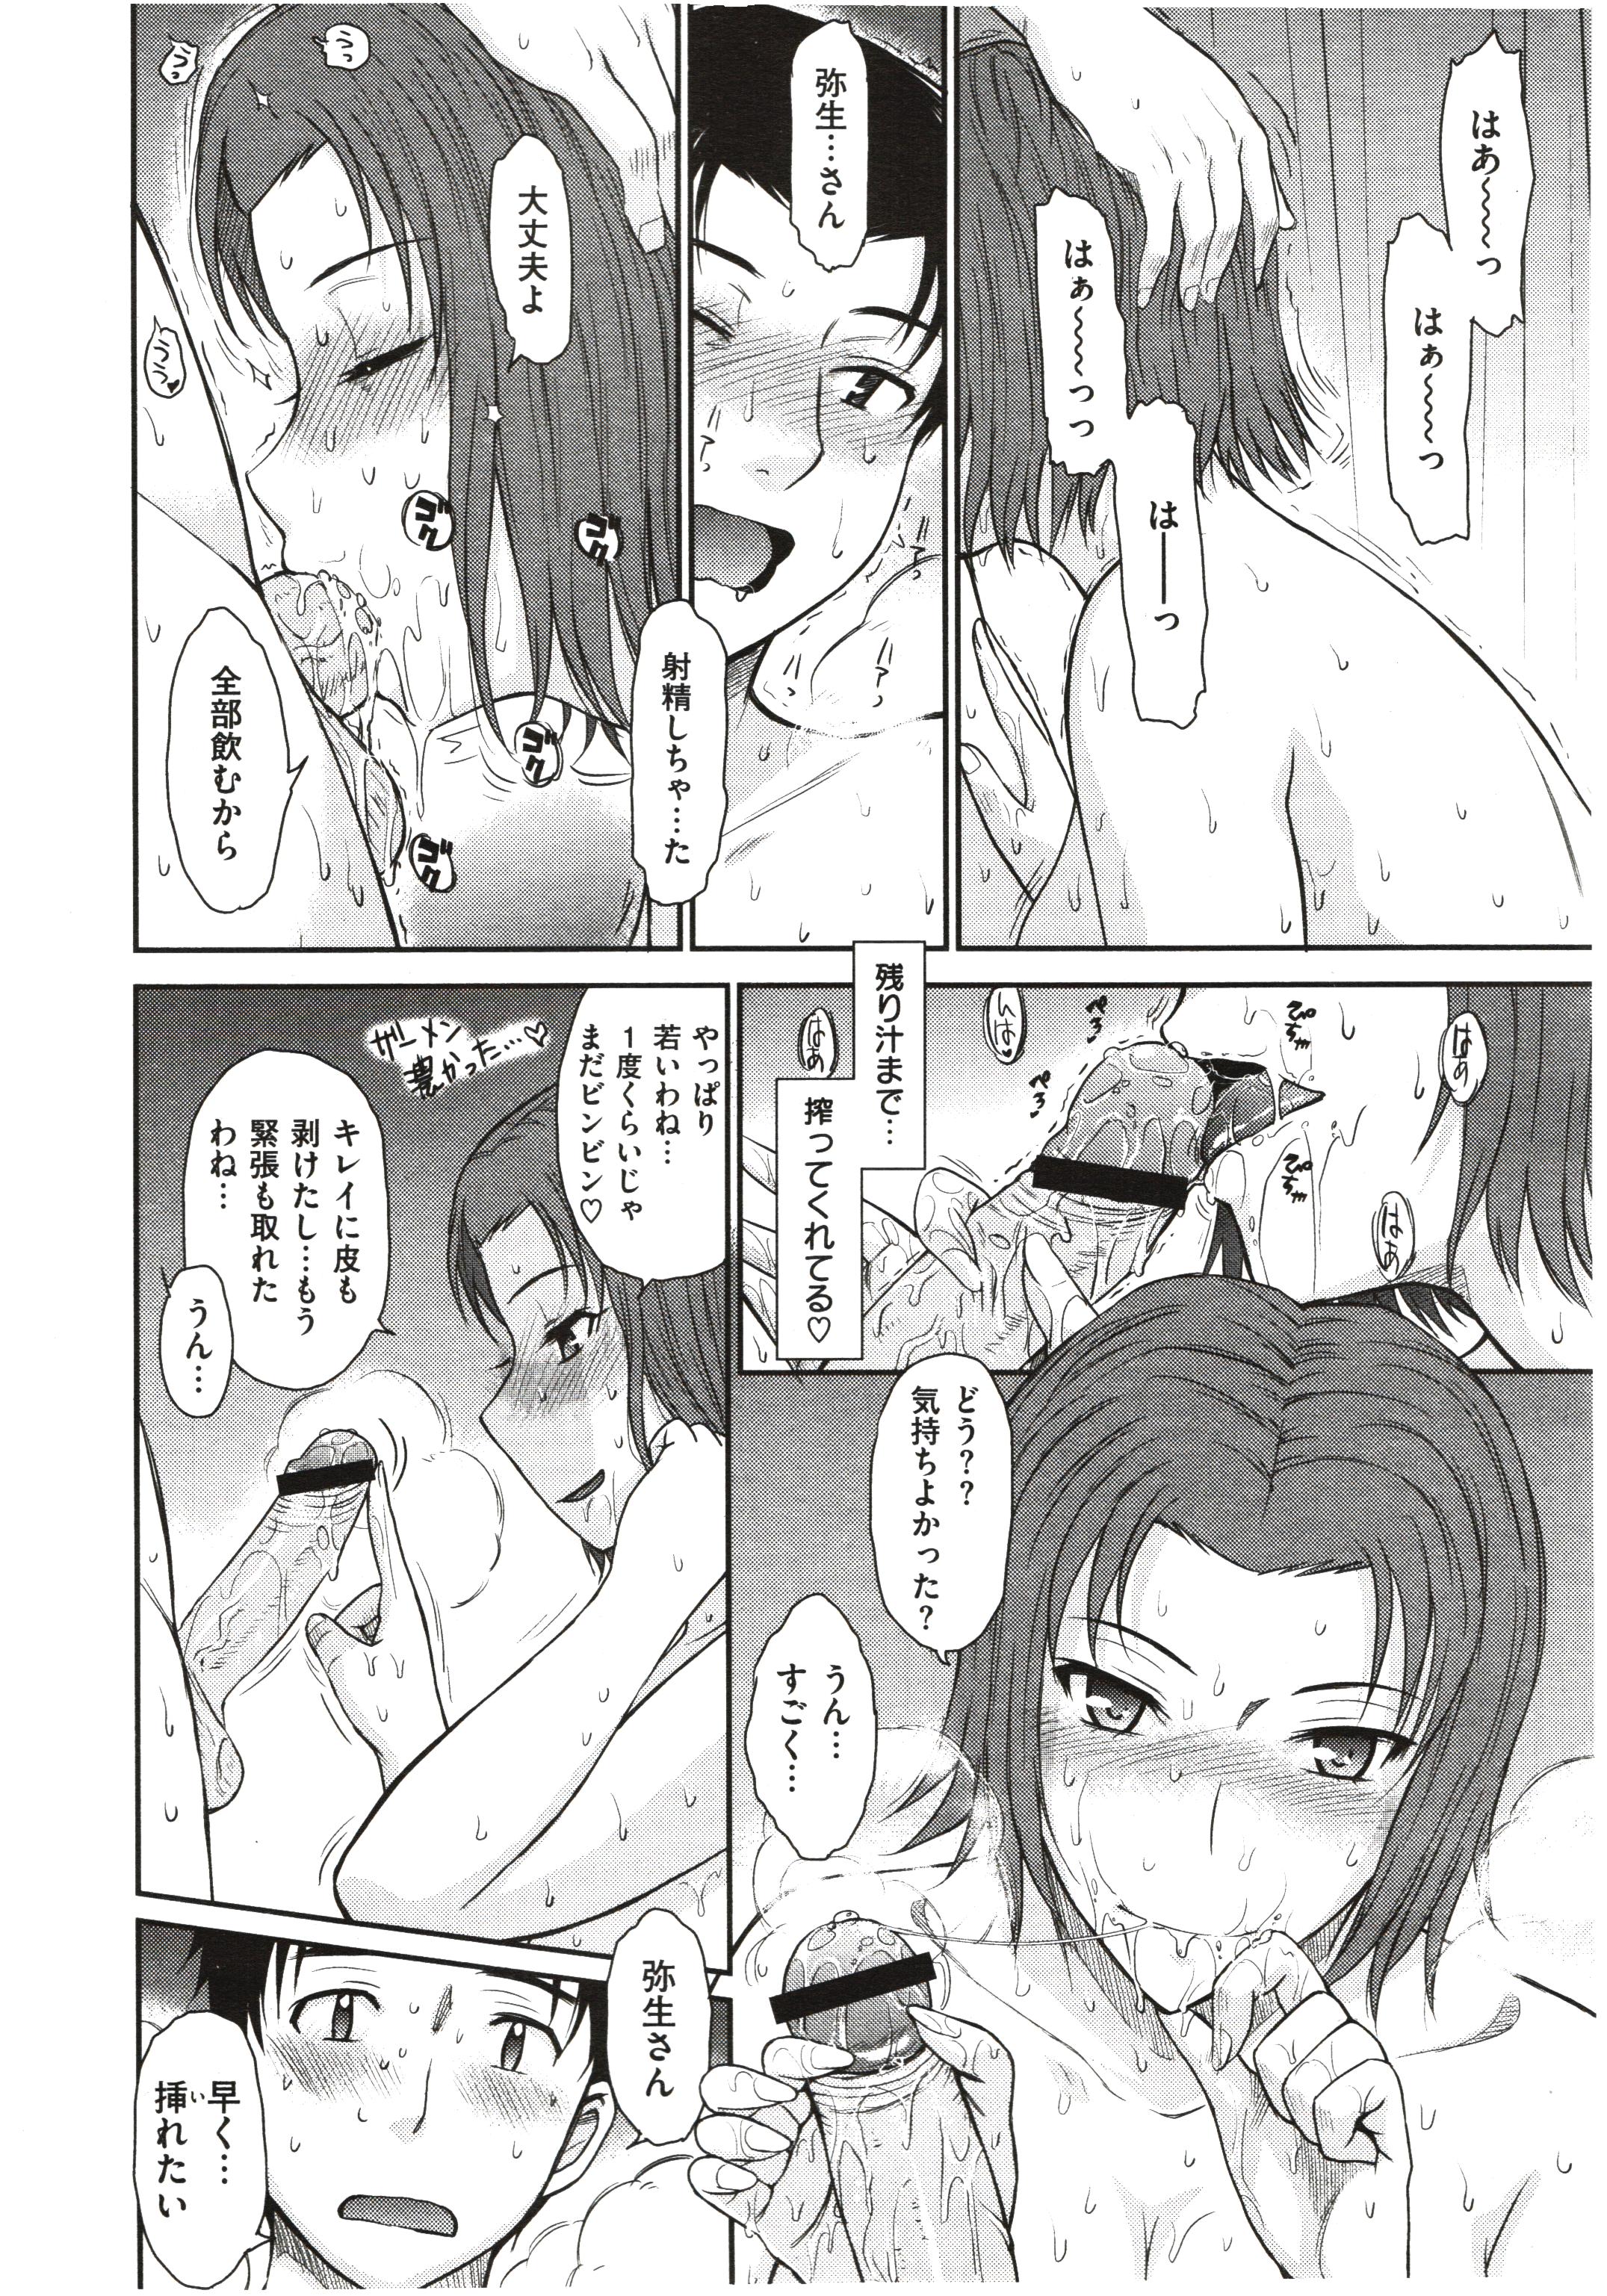 はあ～～～っ
はぁ～～～っ
はぁ～～～っっ
はーーっ
弥生…さん
射精しちゃ…た
うっ
うっ
大丈夫よ
ううっ♥
ゴク
ゴク
ゴク
ゴク
全部飲むから
はぁ
ぴちゃ
ぴちゃ
はぁ
んはっ
ぺろ
ぺろ
はあ
残り汁まで…
搾ってくれてる♡
どう??
気持ちよかった?
うん…
すごく…
やっぱり
若いわね…
1度くらいじゃ
まだビンビン♡
ザーメン
濃かった…♡
キレイに皮も
剥けたし…もう
緊張も取れた
わね…
うん…
弥生さん
早く…
挿れたい
い